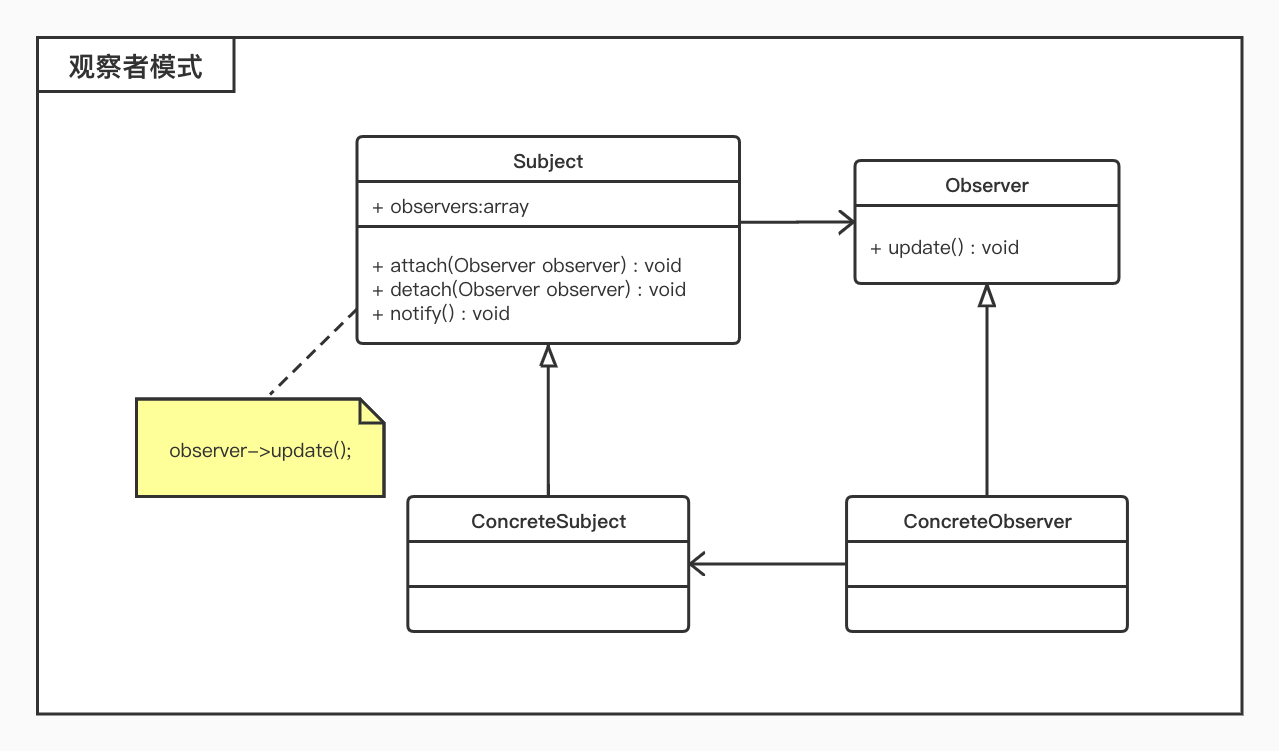 观察者模式
Subject
+ observers:array
+ attach(Observer observer) : void
+ detach(Observer observer) : void
+ notify() : void
Observer
+ update() : void
observer->update();
ConcreteSubject
ConcreteObserver